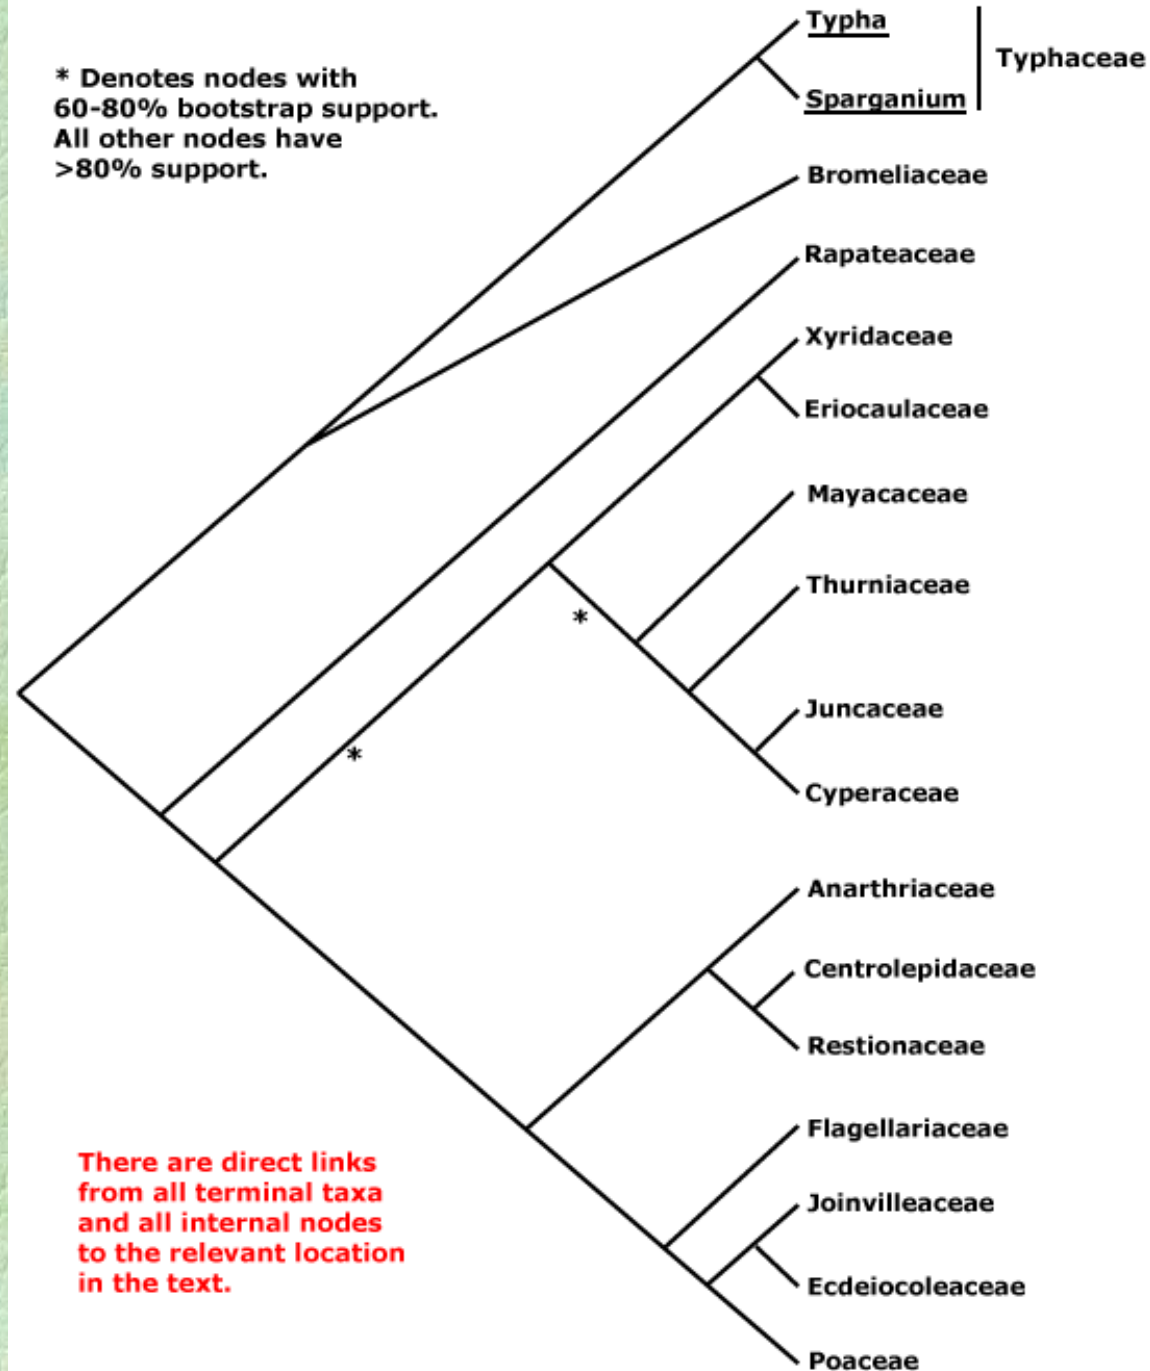 Typha
Typhaceae
* Denotes nodes with
60-80% bootstrap support.
All other nodes have
>80% support.
Sparganium
Bromeliaceae
Rapateaceae
Xyridaceae
Eriocaulaceae
Mayacaceae
Thurniaceae
*
Juncaceae
*
Cyperaceae
Anarthriaceae
Centrolepidaceae
Restionaceae
Flagellariaceae
There are direct links
from all terminal taxa
and all internal nodes
to the relevant location
in the text.
Joinvilleaceae
Ecdeiocoleaceae
Poaceae